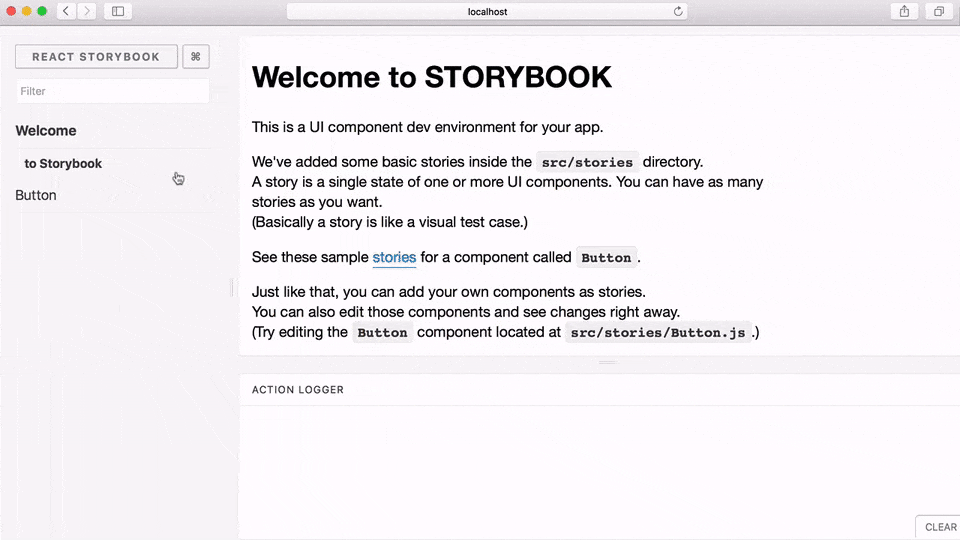 localhost
REACT STORYBOOK ⌘
Filter
Welcome
to Storybook
Button
Welcome to STORYBOOK
This is a UI component dev environment for your app.
We've added some basic stories inside the src/stories directory.
A story is a single state of one or more UI components. You can have as many
stories as you want.
(Basically a story is like a visual test case.)
See these sample stories for a component called Button.
Just like that, you can add your own components as stories.
You can also edit those components and see changes right away.
(Try editing the Button component located at src/stories/Button.js.)
ACTION LOGGER
CLEAR